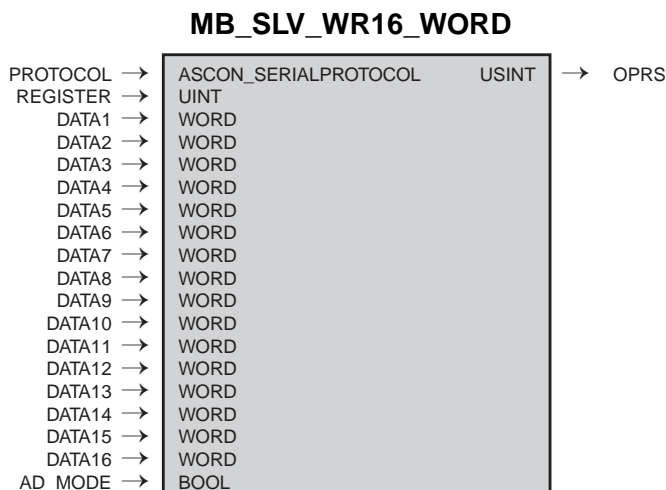 MB_SLV_WR16_WORD
PROTOCOL → ASCON_SERIALPROTOCOL USINT → OPRS
REGISTER → UINT
DATA1 → WORD
DATA2 → WORD
DATA3 → WORD
DATA4 → WORD
DATA5 → WORD
DATA6 → WORD
DATA7 → WORD
DATA8 → WORD
DATA9 → WORD
DATA10 → WORD
DATA11 → WORD
DATA12 → WORD
DATA13 → WORD
DATA14 → WORD
DATA15 → WORD
DATA16 → WORD
AD_MODE → BOOL